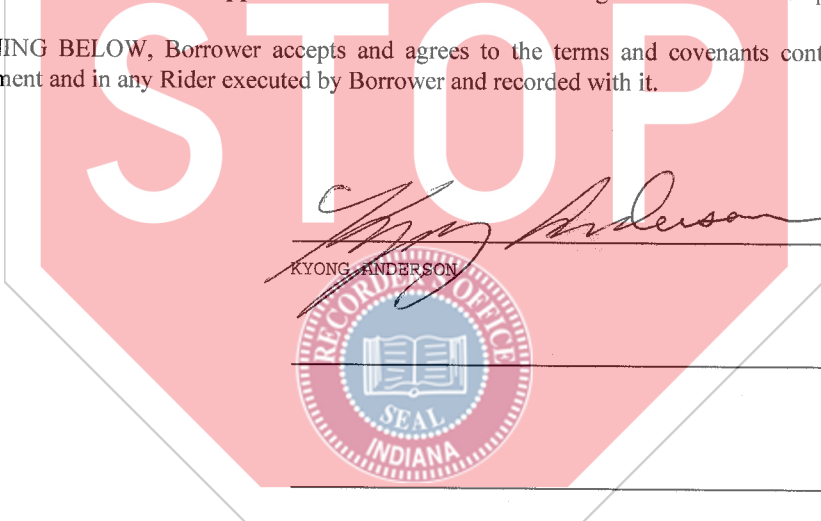 STOP
NING BELOW, Borrower accepts and agrees to the terms and covenants cont
ment and in any Rider executed by Borrower and recorded with it.
Kyong Anderson
KYONG ANDERSON
RECORDER'S OFFICE
SEAL
INDIANA